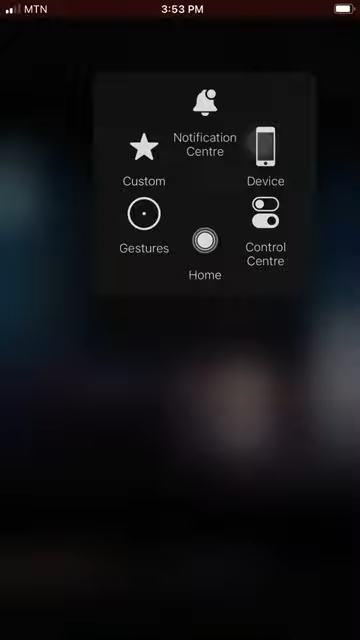 MTN 3:53 PM
Notification
Centre
Custom
Device
Gestures
Control
Centre
Home